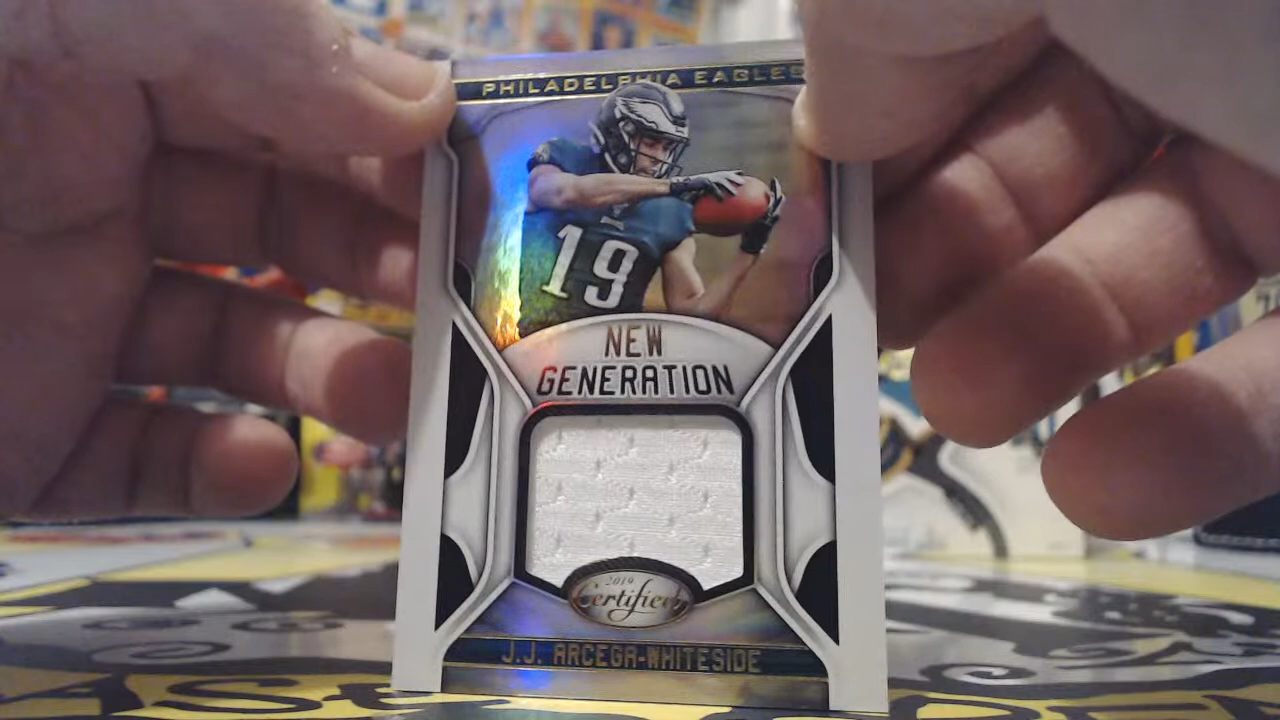 PHILADELPHIA EAGLES
19
NEW
GENERATION
2019
Certified
J.J. ARCEGA-WHITESIDE